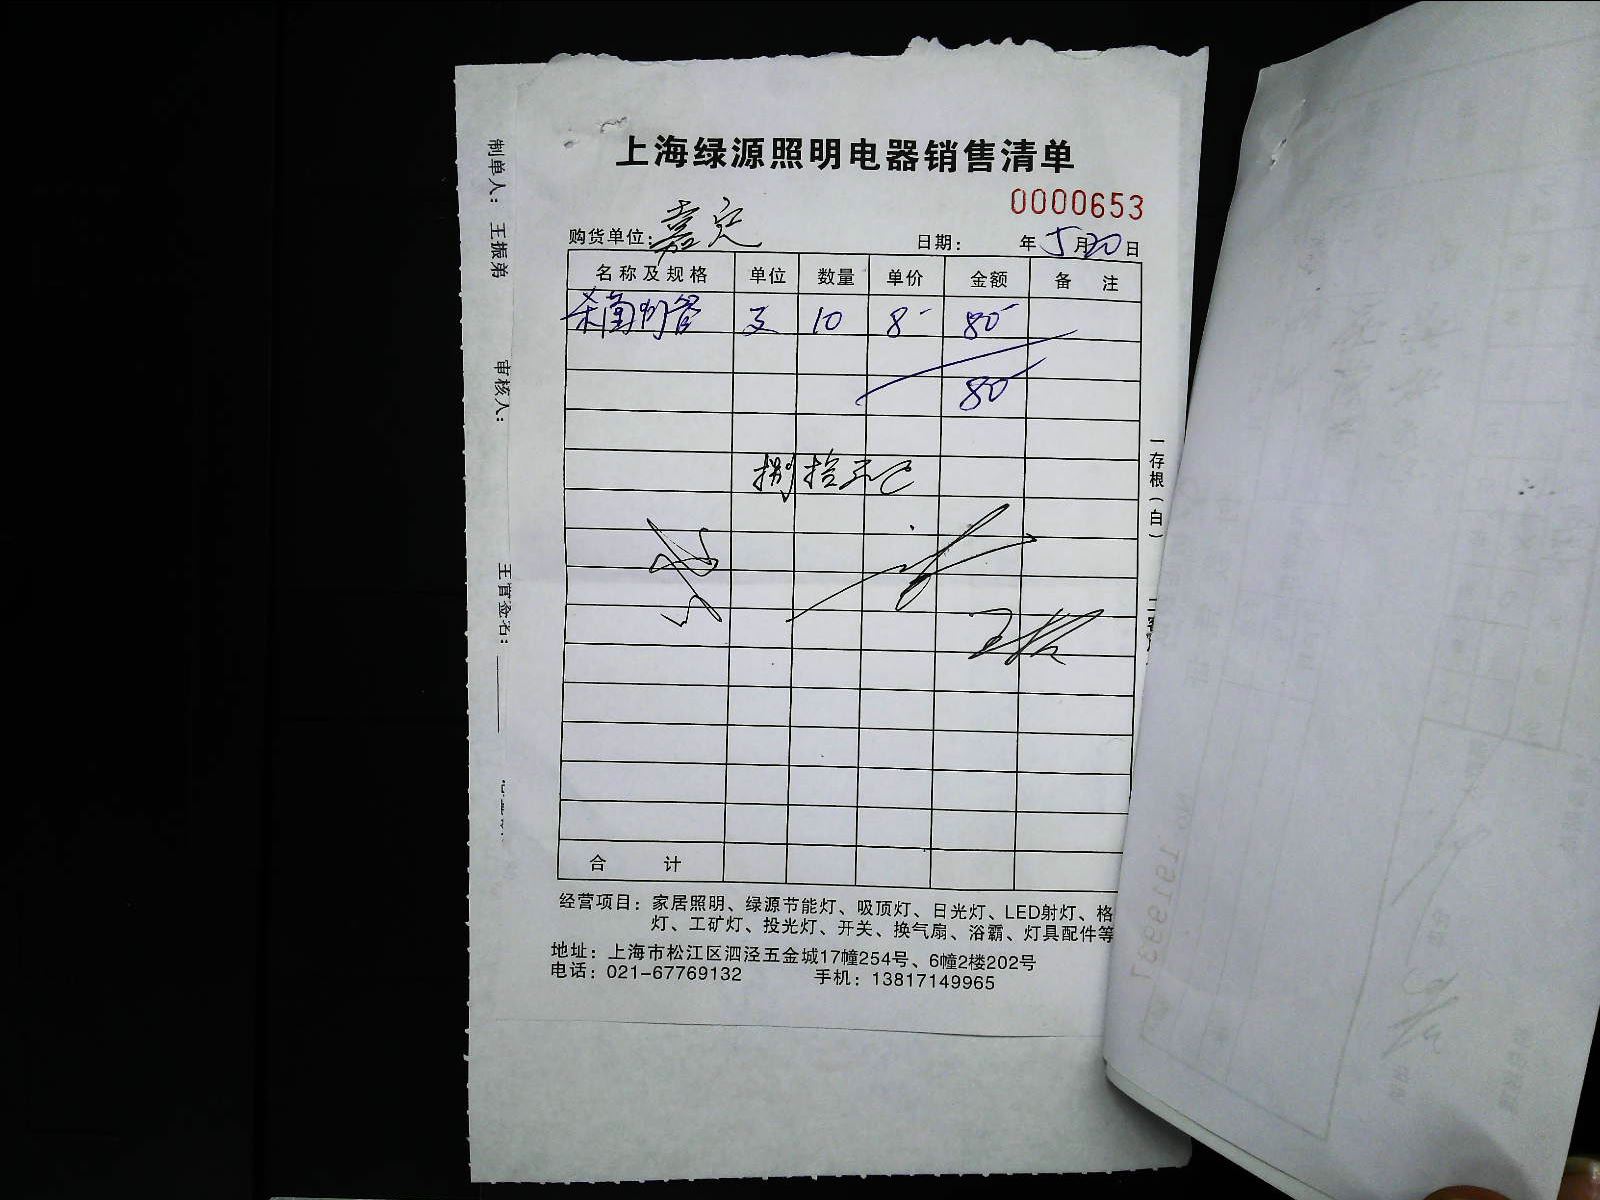 上海绿源照明电器销售清单
0000653
购货单位：嘉定 日期： 年5月20日
名称及规格 单位 数量 单价 金额 备 注
杀菌灯管 支 10 8- 80-
80
捌拾元
合 计
经营项目：家居照明、绿源节能灯、吸顶灯、日光灯、LED射灯、格
灯、工矿灯、投光灯、开关、换气扇、浴霸、灯具配件等
地址：上海市松江区泗泾五金城17幢254号、6幢2楼202号
电话：021-67769132 手机：13817149965
制单人：王振弟
审核人：
一存根（白）